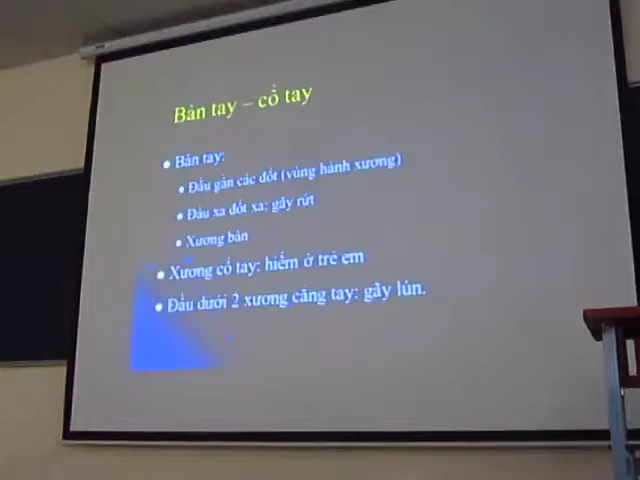 Bàn tay – cổ tay
Bàn tay:
Đầu gần các đốt (vùng hành xương)
Đầu xa đốt xa: gãy rứt
Xương bàn
Xương cổ tay: hiếm ở trẻ em
Đầu dưới 2 xương cẳng tay: gãy lún.